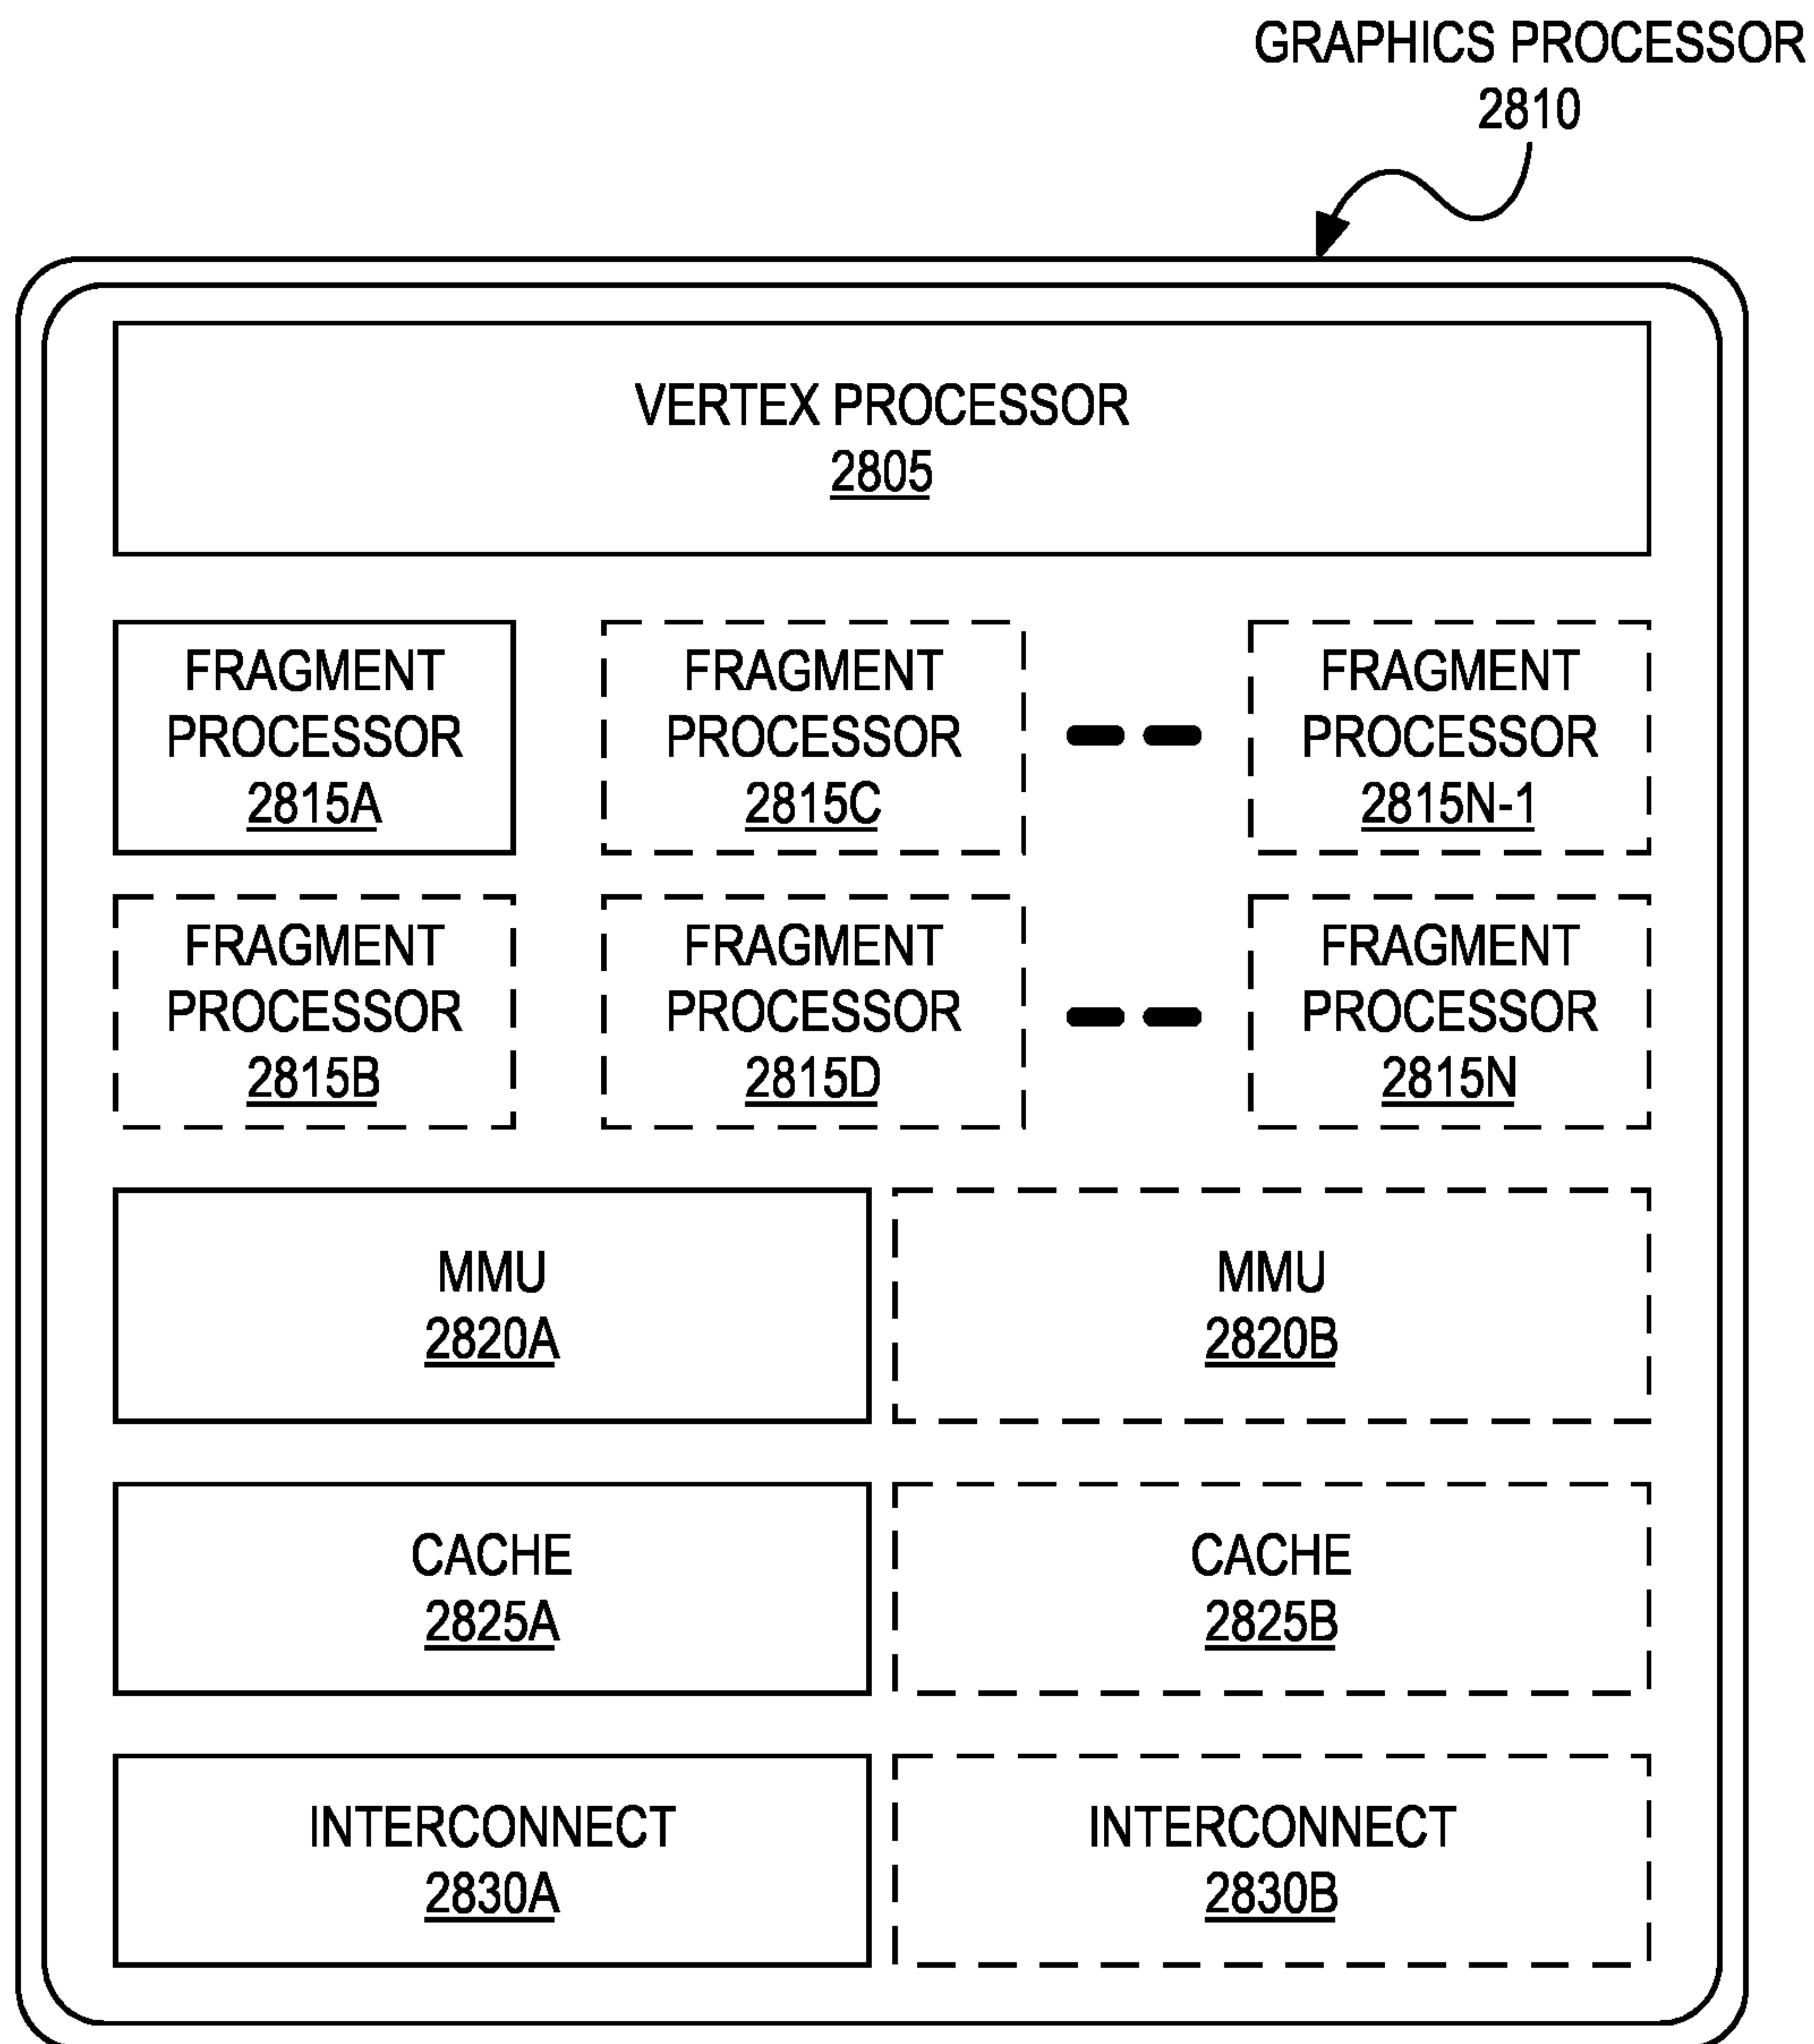 GRAPHICS PROCESSOR
2810
VERTEX PROCESSOR
2805
FRAGMENT
PROCESSOR
2815A
FRAGMENT
PROCESSOR
2815C
FRAGMENT
PROCESSOR
2815N-1
FRAGMENT
PROCESSOR
2815B
FRAGMENT
PROCESSOR
2815D
FRAGMENT
PROCESSOR
2815N
MMU
2820A
MMU
2820B
CACHE
2825A
CACHE
2825B
INTERCONNECT
2830A
INTERCONNECT
2830B